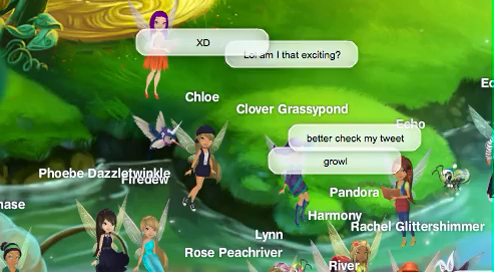 XD
Lol am I that exciting?
Chloe
Clover Grassypond
Echo
better check my tweet
growl
Phoebe Dazzletwinkle
Firedew
Pandora
Harmony
Rachel Glittershimmer
Lynn
Rose Peachriver
River